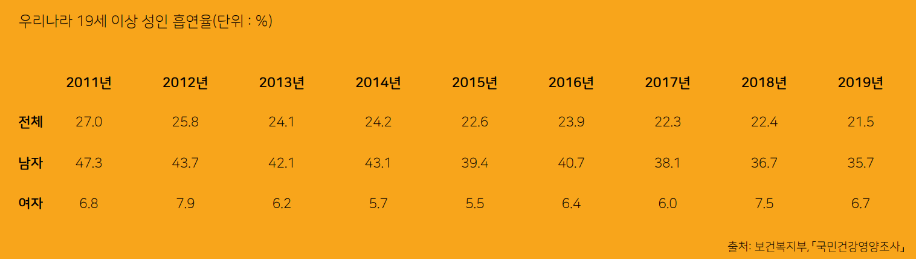 우리나라 19세 이상 성인 흡연율(단위 : %)
2011년 2012년 2013년 2014년 2015년 2016년 2017년 2018년 2019년
전체 27.0 25.8 24.1 24.2 22.6 23.9 22.3 22.4 21.5
남자 47.3 43.7 42.1 43.1 39.4 40.7 38.1 36.7 35.7
여자 6.8 7.9 6.2 5.7 5.5 6.4 6.0 7.5 6.7
출처: 보건복지부, ｢국민건강영양조사｣